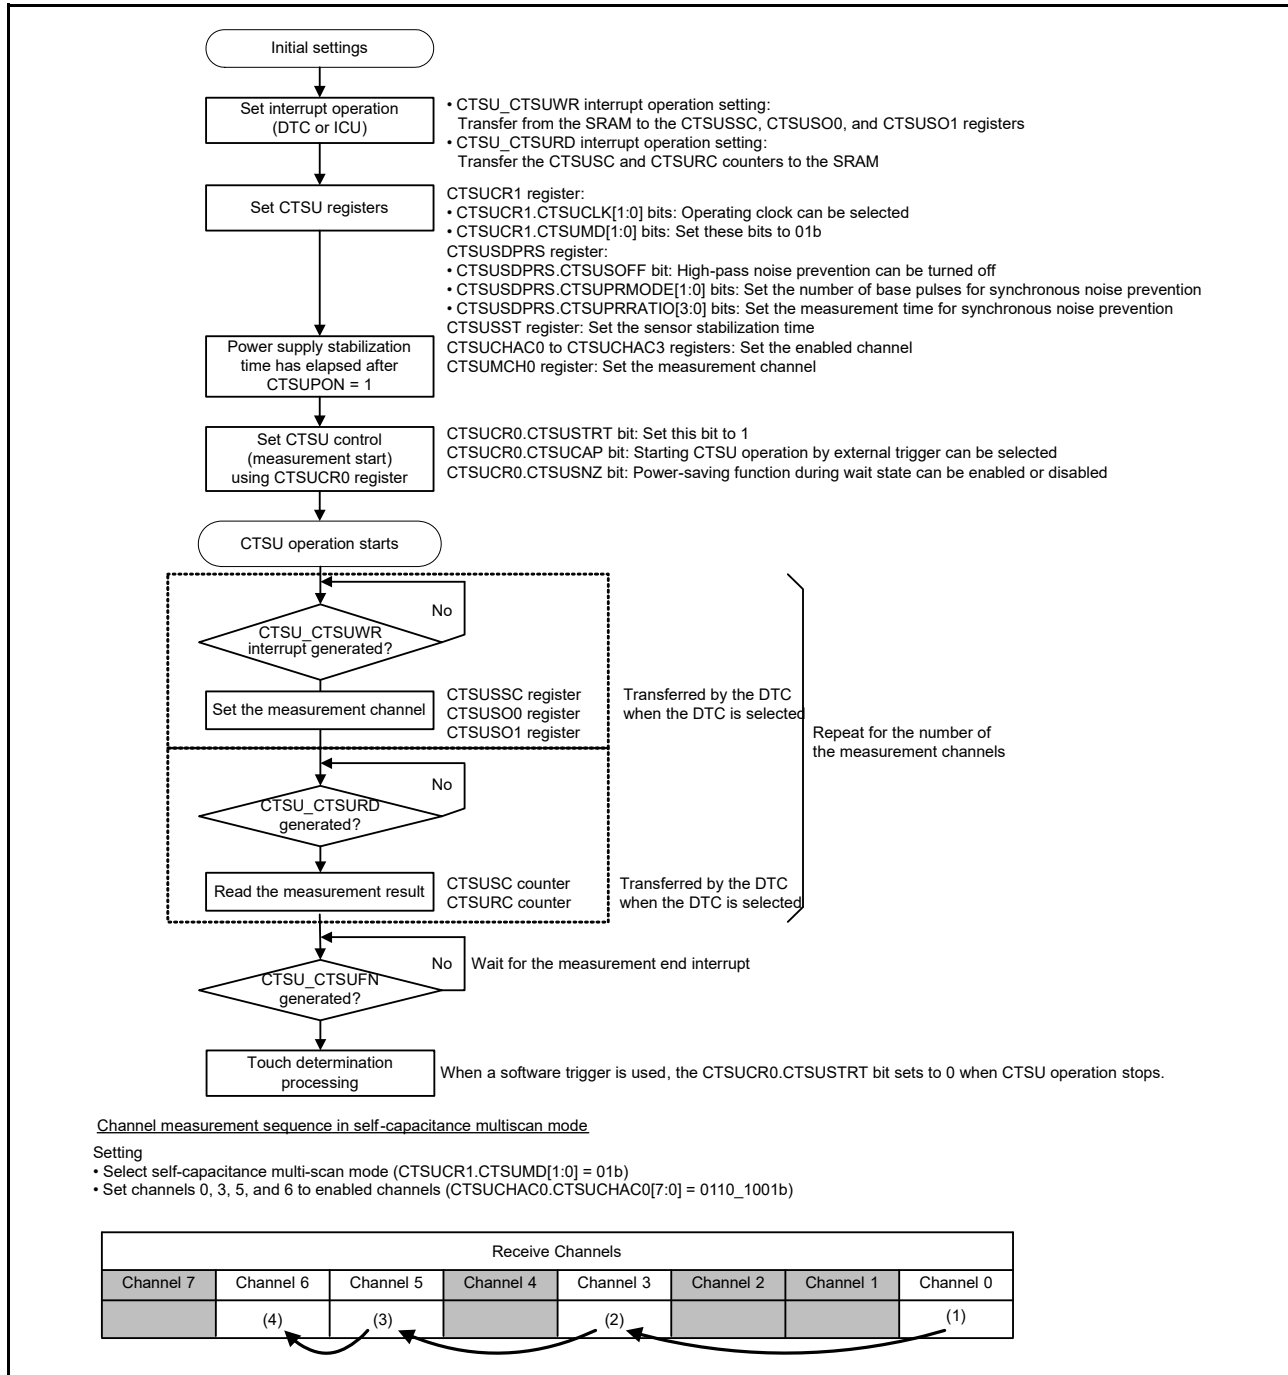 Initial settings
Set interrupt operation
(DTC or ICU)
• CTSU_CTSUWR interrupt operation setting:
Transfer from the SRAM to the CTSUSSC, CTSUSO0, and CTSUSO1 registers
• CTSU_CTSURD interrupt operation setting:
Transfer the CTSUSC and CTSURC counters to the SRAM
Set CTSU registers
CTSUCR1 register:
• CTSUCR1.CTSUCLK[1:0] bits: Operating clock can be selected
• CTSUCR1.CTSUMD[1:0] bits: Set these bits to 01b
CTSUSDPRS register:
• CTSUSDPRS.CTSUSOFF bit: High-pass noise prevention can be turned off
• CTSUSDPRS.CTSUPRMODE[1:0] bits: Set the number of base pulses for synchronous noise prevention
• CTSUSDPRS.CTSUPRRATIO[3:0] bits: Set the measurement time for synchronous noise prevention
CTSUSST register: Set the sensor stabilization time
CTSUCHAC0 to CTSUCHAC3 registers: Set the enabled channel
CTSUMCH0 register: Set the measurement channel
Power supply stabilization
time has elapsed after
CTSUPON = 1
Set CTSU control
(measurement start)
using CTSUCR0 register
CTSUCR0.CTSUSTRT bit: Set this bit to 1
CTSUCR0.CTSUCAP bit: Starting CTSU operation by external trigger can be selected
CTSUCR0.CTSUSNZ bit: Power-saving function during wait state can be enabled or disabled
CTSU operation starts
No
CTSU_CTSUWR
interrupt generated?
Set the measurement channel
CTSUSSC register
CTSUSO0 register
CTSUSO1 register
Transferred by the DTC
when the DTC is selected
Repeat for the number of
the measurement channels
No
CTSU_CTSURD
generated?
Read the measurement result
CTSUSC counter
CTSURC counter
Transferred by the DTC
when the DTC is selected
No
Wait for the measurement end interrupt
CTSU_CTSUFN
generated?
Touch determination
processing
When a software trigger is used, the CTSUCR0.CTSUSTRT bit sets to 0 when CTSU operation stops.
Channel measurement sequence in self-capacitance multiscan mode
Setting
• Select self-capacitance multi-scan mode (CTSUCR1.CTSUMD[1:0] = 01b)
• Set channels 0, 3, 5, and 6 to enabled channels (CTSUCHAC0.CTSUCHAC0[7:0] = 0110_1001b)
Receive Channels
Channel 7 Channel 6 Channel 5 Channel 4 Channel 3 Channel 2 Channel 1 Channel 0
(4) (3) (2) (1)